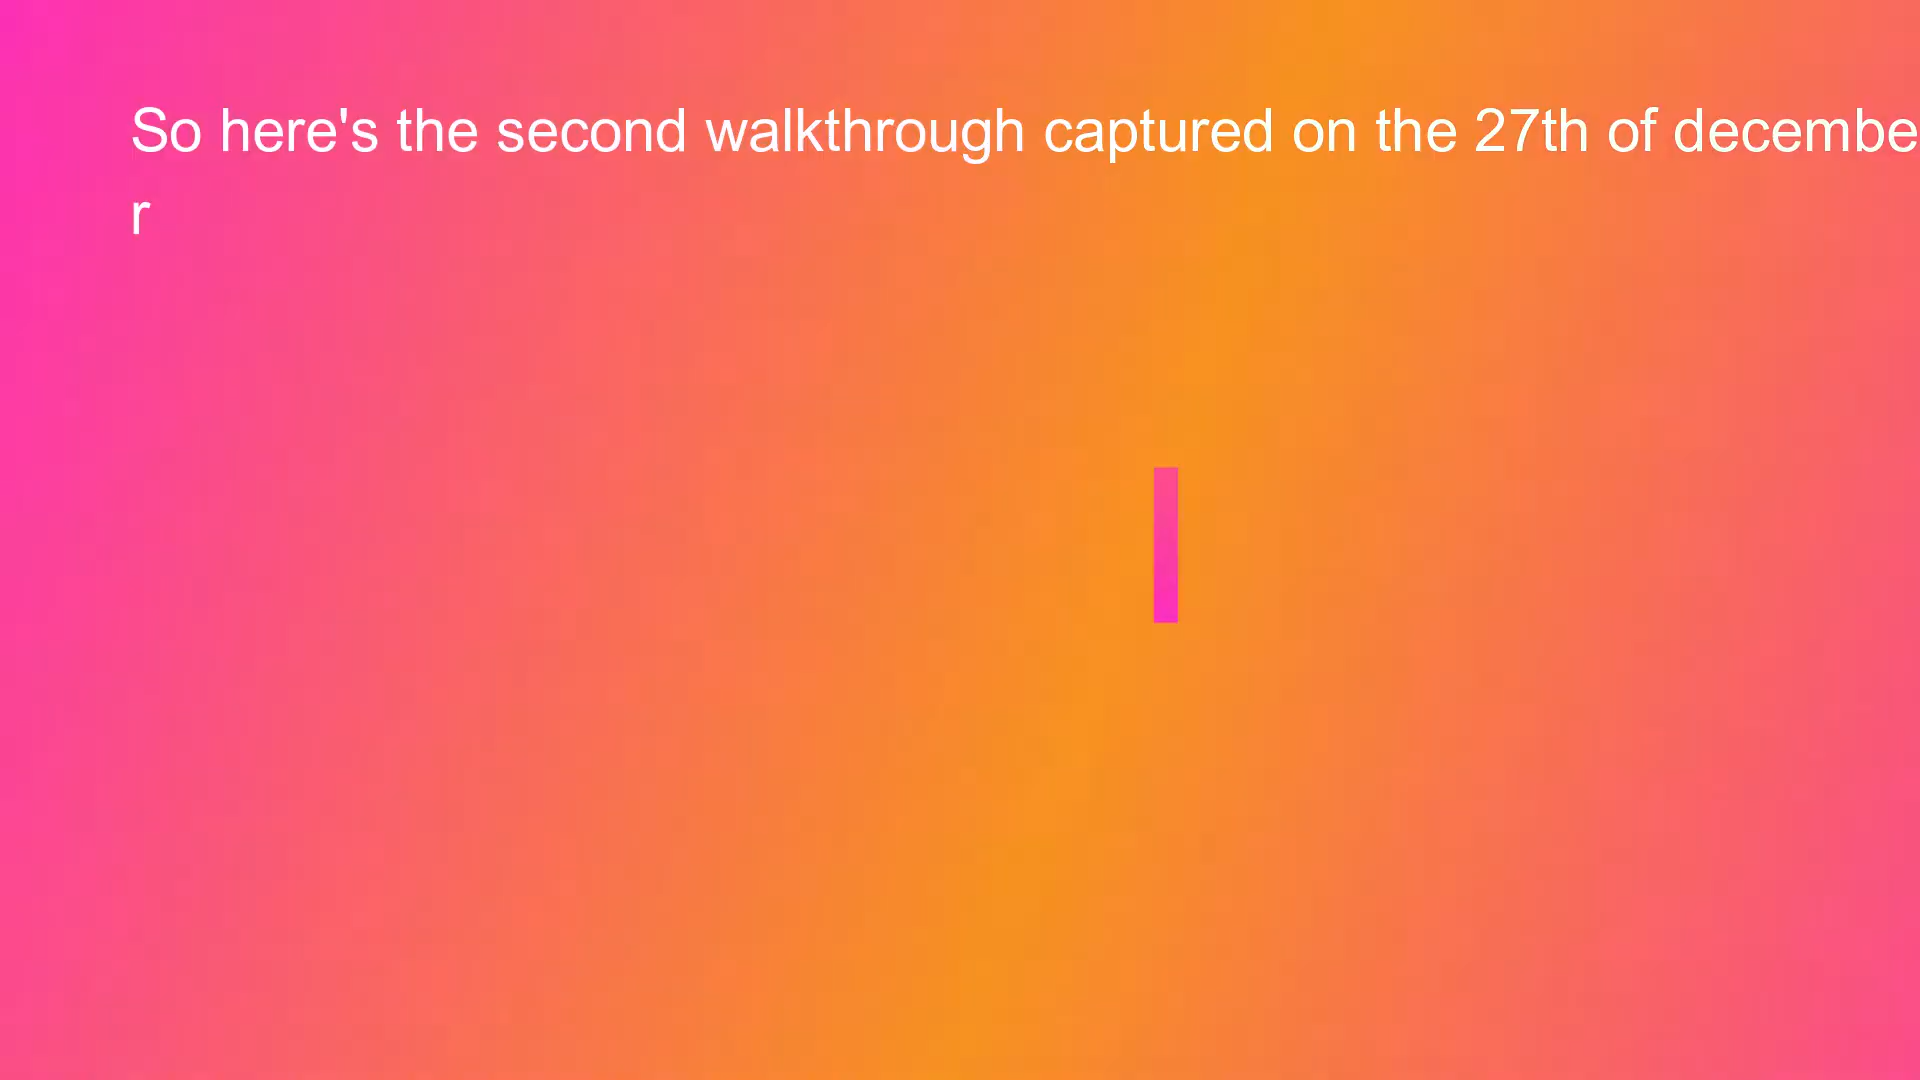 So here's the second walkthrough captured on the 27th of decembe
r